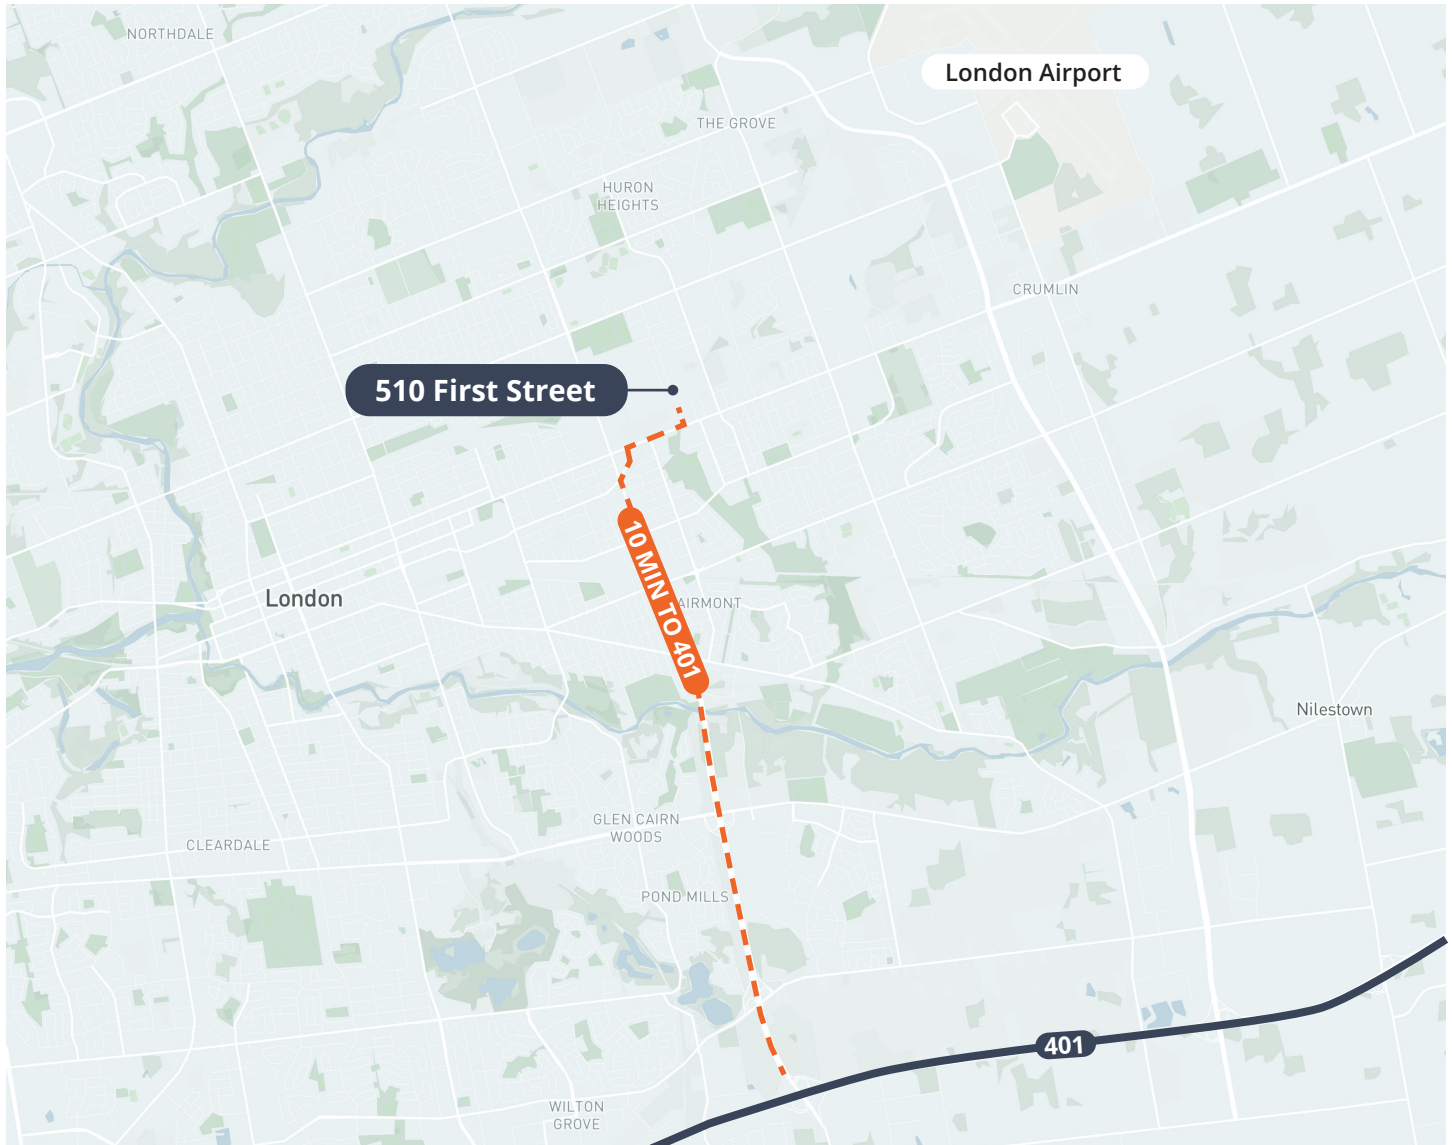 NORTHDALE
London Airport
THE GROVE
HURON
HEIGHTS
CRUMLIN
510 First Street
10 MIN TO 401
AIRMONT
London
Nilestown
GLEN CAIRN
WOODS
CLEARDALE
POND MILLS
401
WILTON
GROVE